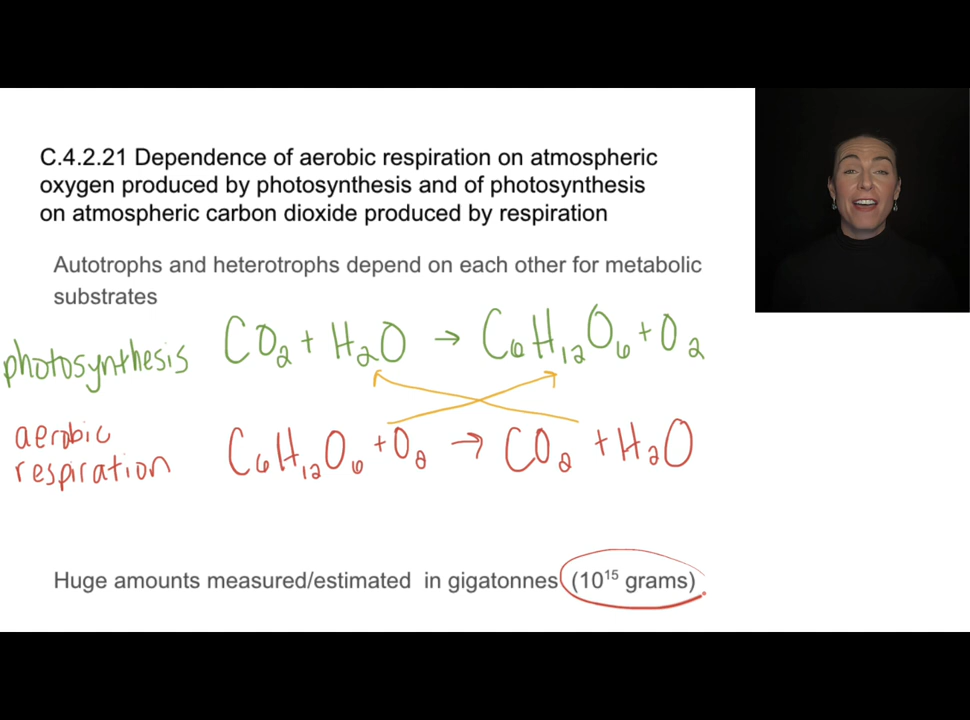 C.4.2.21 Dependence of aerobic respiration on atmospheric
oxygen produced by photosynthesis and of photosynthesis
on atmospheric carbon dioxide produced by respiration
Autotrophs and heterotrophs depend on each other for metabolic
substrates
photosynthesis CO₂ + H₂O → C₆H₁₂O₆ + O₂
aerobic
respiration C₆H₁₂O₆ + O₂ → CO₂ + H₂O
Huge amounts measured/estimated in gigatonnes (10¹⁵ grams)